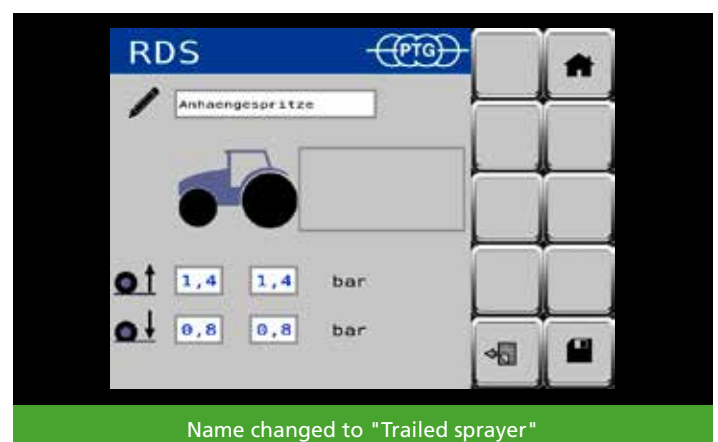 RDS PTG
Anhaengespritze
1,4 1,4 bar
0,8 0,8 bar
Name changed to "Trailed sprayer"